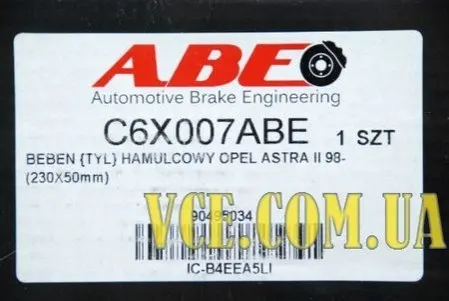 ABE
Automotive Brake Engineering
C6X007ABE 1 SZT
BEBEN {TYL} HAMULCOWY OPEL ASTRA II 98-
(230X50mm)
90495034
VCE.COM.UA
IC-B4EEA5LI